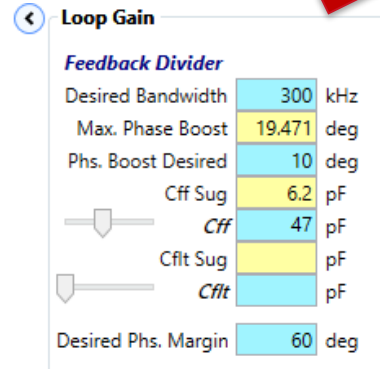 Loop Gain
Feedback Divider
Desired Bandwidth 300 kHz
Max. Phase Boost 19.471 deg
Phs. Boost Desired 10 deg
Cff Sug 6.2 pF
Cff 47 pF
Cflt Sug pF
Cflt pF
Desired Phs. Margin 60 deg